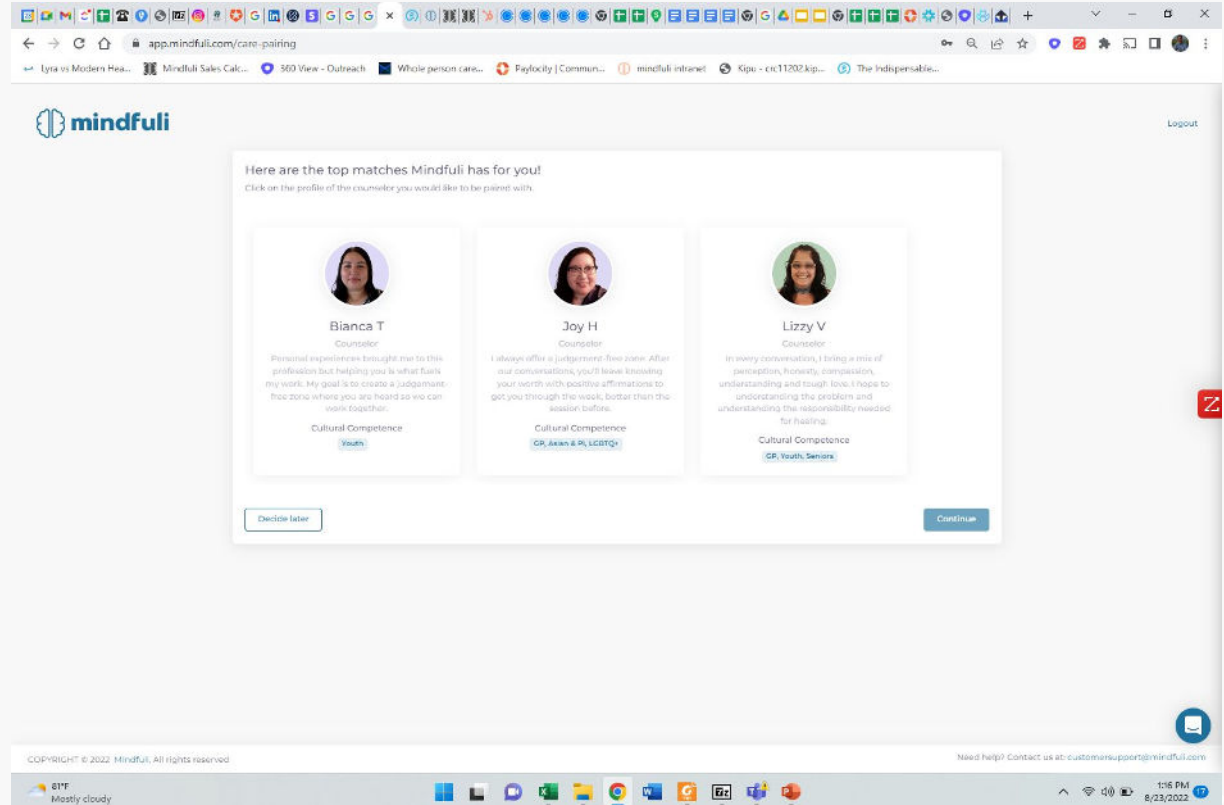 app.mindfuli.com/care-pairing
Lyra vs Modern Hea...
Mindfuli Sales Calc...
360 View - Outreach
Whole person care...
Paylocity | Commun...
mindfuli intranet
Kipu - crc11202.kip...
The Indispensable...
mindfuli
Logout
Here are the top matches Mindfuli has for you!
Click on the profile of the counselor you would like to be paired with.
Bianca T
Counselor
Personal experiences brought me to this
profession but helping you is what fuels
my work. My goal is to create a judgement-
free zone where you are heard so we can
work together.
Cultural Competence
Youth
Joy H
Counselor
I always offer a judgement-free zone. After
our conversations, you'll leave knowing
your worth with positive affirmations to
get you through the week, better than the
session before.
Cultural Competence
GP, Asian & PI, LGBTQ+
Lizzy V
Counselor
In every conversation, I bring a mix of
perception, honesty, compassion,
understanding and tough love. I hope to
understanding the problem and
understanding the responsibility needed
for healing.
Cultural Competence
GP, Youth, Seniors
Decide later
Continue
Z
COPYRIGHT © 2022 Mindfuli, All rights reserved
Need help? Contact us at: customersupport@mindfuli.com
81°F
Mostly cloudy
1:16 PM
8/23/2022
17